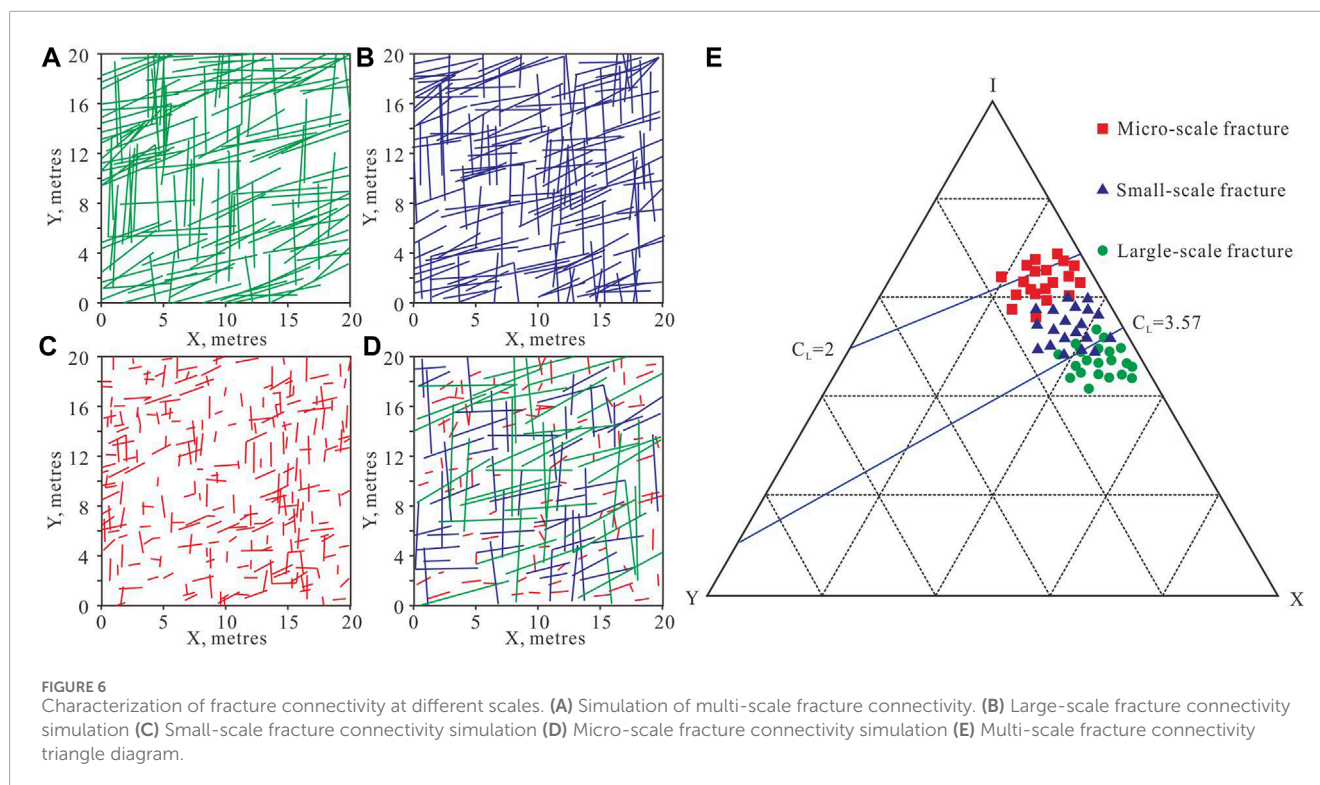 A
Y, metres
20
16
12
8
4
0
0 5 10 15 20
X, metres
B
Y, metres
20
16
12
8
4
0
0 5 10 15 20
X, metres
C
Y, metres
20
16
12
8
4
0
0 5 10 15 20
X, metres
D
Y, metres
20
16
12
8
4
0
0 5 10 15 20
X, metres
E
I
Micro-scale fracture
Small-scale fracture
Largle-scale fracture
C_L=3.57
C_L=2
Y
X
FIGURE 6
Characterization of fracture connectivity at different scales. (A) Simulation of multi-scale fracture connectivity. (B) Large-scale fracture connectivity
simulation (C) Small-scale fracture connectivity simulation (D) Micro-scale fracture connectivity simulation (E) Multi-scale fracture connectivity
triangle diagram.